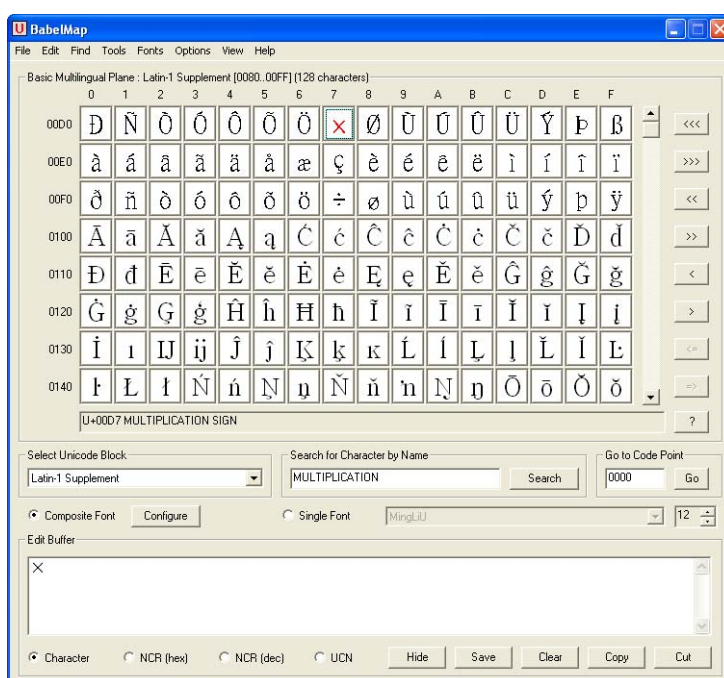 U BabelMap
File Edit Find Tools Fonts Options View Help
Basic Multilingual Plane : Latin-1 Supplement [0080..00FF] (128 characters)
0 1 2 3 4 5 6 7 8 9 A B C D E F
00D0 Ð Ñ Ò Ó Ô Õ Ö × Ø Ù Ú Û Ü Ý Þ ß <<<
00E0 à á â ã ä å æ ç è é ê ë ì í î ï >>>
00F0 ð ñ ò ó ô õ ö ÷ ø ù ú û ü ý þ ÿ <<
0100 Ā ā Ă ă Ą ą Ć ć Ĉ ĉ Ċ ċ Č č Ď ď >>
0110 Đ đ Ē ē Ĕ ĕ Ė ė Ę ę Ě ě Ĝ ĝ Ğ ğ <
0120 Ġ ġ Ģ ģ Ĥ ĥ Ħ ħ Ĩ ĩ Ī ī Ĭ ĭ Į į >
0130 İ ı Ĳ ĳ Ĵ ĵ Ķ ķ ĸ Ĺ ĺ Ļ ļ Ľ ľ Ŀ <=
0140 ŀ Ł ł Ń ń Ņ ņ Ň ň ŉ Ŋ ŋ Ō ō Ŏ ŏ =>
U+00D7 MULTIPLICATION SIGN ?
Select Unicode Block Search for Character by Name Go to Code Point
Latin-1 Supplement MULTIPLICATION Search 0000 Go
Composite Font Configure Single Font MingLiU 12
Edit Buffer
×
Character NCR (hex) NCR (dec) UCN Hide Save Clear Copy Cut